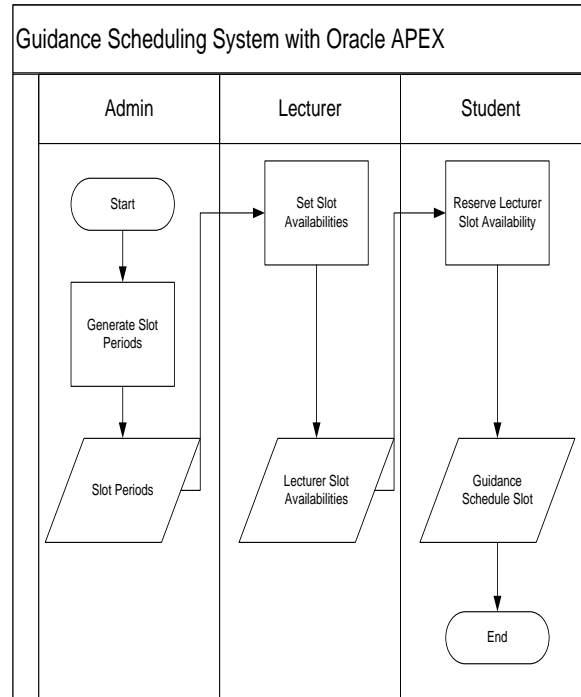 Guidance Scheduling System with Oracle APEX
Admin
Lecturer
Student
Start
Generate Slot
Periods
Slot Periods
Set Slot
Availabilities
Lecturer Slot
Availabilities
Reserve Lecturer
Slot Availability
Guidance
Schedule Slot
End